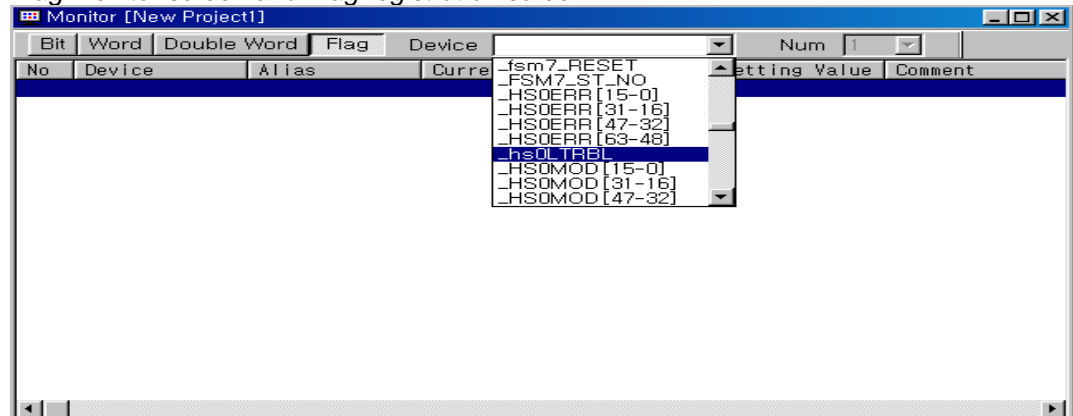 Flag monitor screen and flag registration screen
Monitor [New Project1]
Bit Word Double Word Flag Device Num 1
No Device Alias Curre etting Value Comment
_fsm7_RESET
_FSM7_ST_NO
_HS0ERR[15-0]
_HS0ERR[31-16]
_HS0ERR[47-32]
_HS0ERR[63-48]
_hs0LTRBL
_HS0MOD[15-0]
_HS0MOD[31-16]
_HS0MOD[47-32]